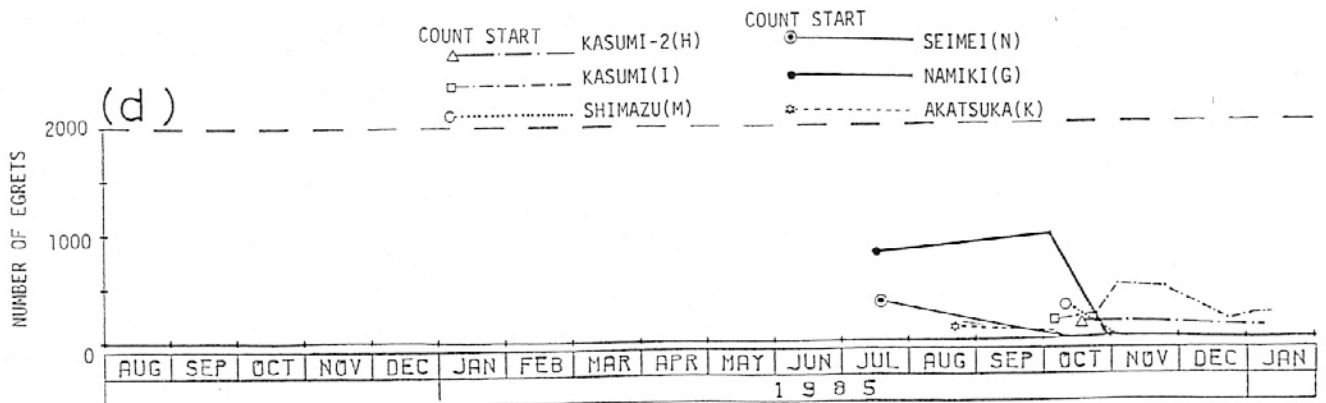 COUNT START
KASUMI-2(H)
KASUMI(I)
SHIMAZU(M)
COUNT START
SEIMEI(N)
NAMIKI(G)
AKATSUKA(K)
(d)
NUMBER OF EGRETS
2000
1000
0
AUG SEP OCT NOV DEC JAN FEB MAR APR MAY JUN JUL AUG SEP OCT NOV DEC JAN
1985